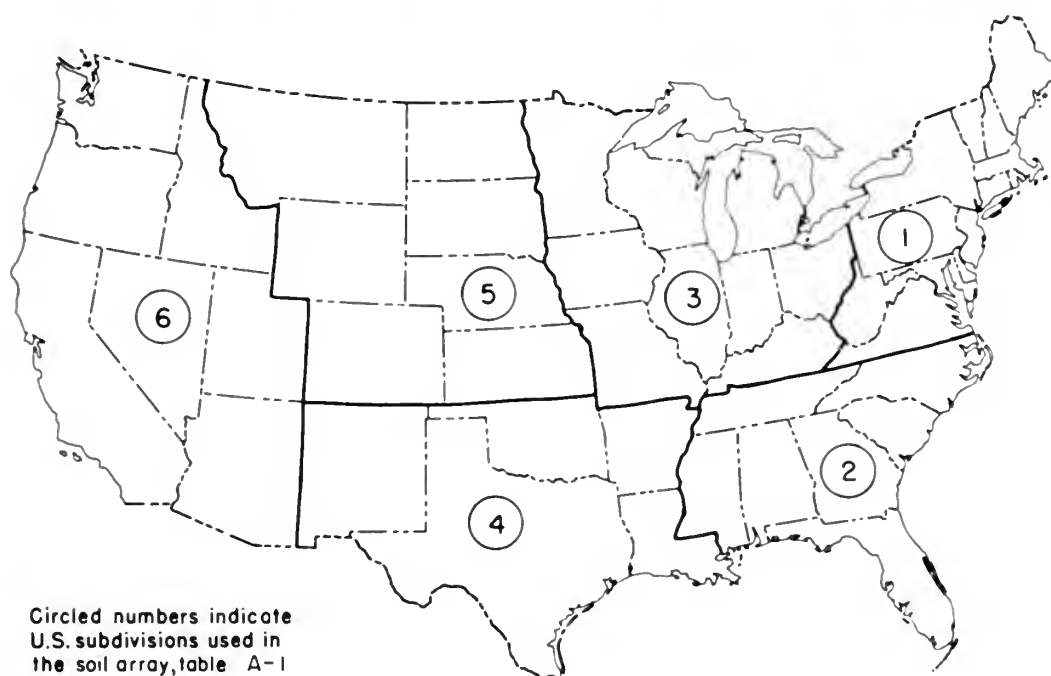 1
3
5
6
2
4
Circled numbers indicate
U.S. subdivisions used in
the soil array, table A-1